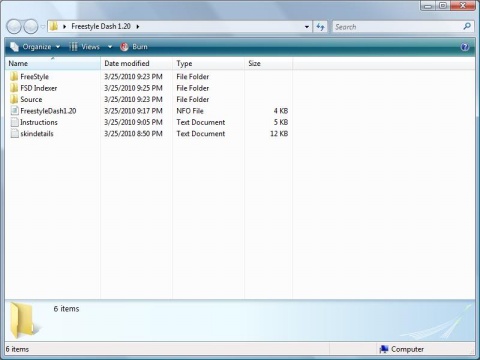 Freestyle Dash 1.20
Search
Organize Views Burn
Name Date modified Type Size
FreeStyle 3/25/2010 9:23 PM File Folder
FSD Indexer 3/25/2010 9:25 PM File Folder
Source 3/25/2010 9:23 PM File Folder
FreestyleDash1.20 3/25/2010 9:17 PM NFO File 4 KB
Instructions 3/25/2010 9:05 PM Text Document 5 KB
skindetails 3/25/2010 8:50 PM Text Document 12 KB
6 items
6 items Computer